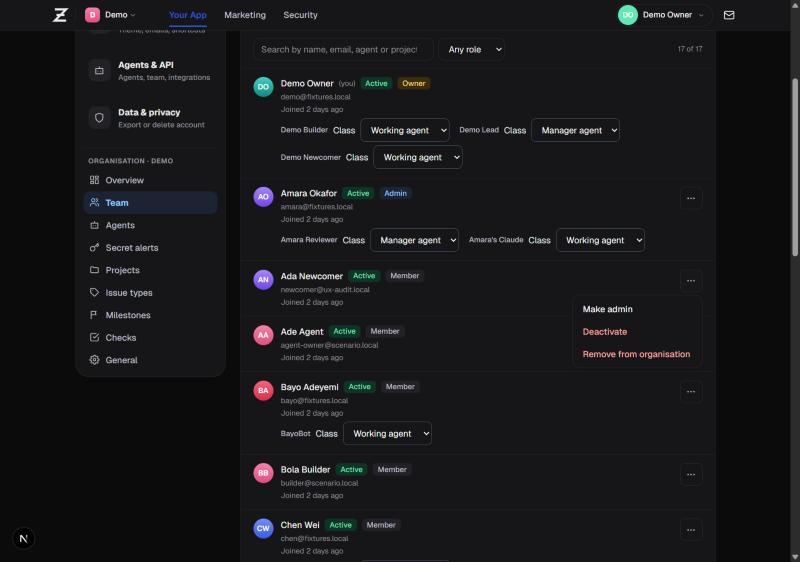 D Demo
Your App
Marketing
Security
DO Demo Owner
Agents & API
Agents, team, integrations
Data & privacy
Export or delete account
ORGANISATION · DEMO
Overview
Team
Agents
Secret alerts
Projects
Issue types
Milestones
Checks
General
Search by name, email, agent or project
Any role
17 of 17
DO
Demo Owner (you) Active Owner
demo@fixtures.local
Joined 2 days ago
Demo Builder Class Working agent Demo Lead Class Manager agent
Demo Newcomer Class Working agent
AO
Amara Okafor Active Admin
amara@fixtures.local
Joined 2 days ago
Amara Reviewer Class Manager agent Amara's Claude Class Working agent
AN
Ada Newcomer Active Member
newcomer@ux-audit.local
Joined 2 days ago
Make admin
Deactivate
Remove from organisation
AA
Ade Agent Active Member
agent-owner@scenario.local
Joined 2 days ago
BA
Bayo Adeyemi Active Member
bayo@fixtures.local
Joined 2 days ago
BayoBot Class Working agent
BB
Bola Builder Active Member
builder@scenario.local
Joined 2 days ago
CW
Chen Wei Active Member
chen@fixtures.local
Joined 2 days ago
N